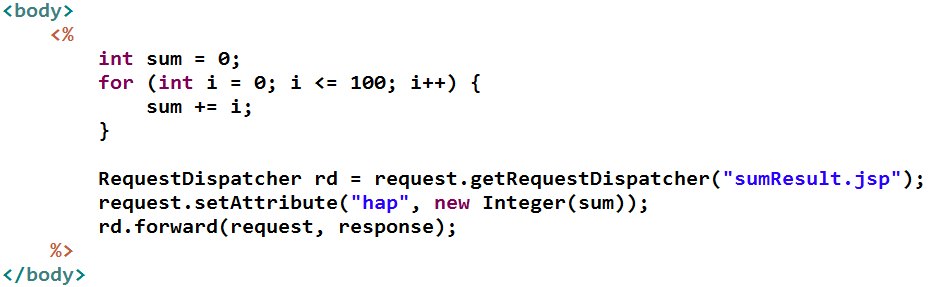 <body>
<%
int sum = 0;
for (int i = 0; i <= 100; i++) {
sum += i;
}
RequestDispatcher rd = request.getRequestDispatcher("sumResult.jsp");
request.setAttribute("hap", new Integer(sum));
rd.forward(request, response);
%>
</body>